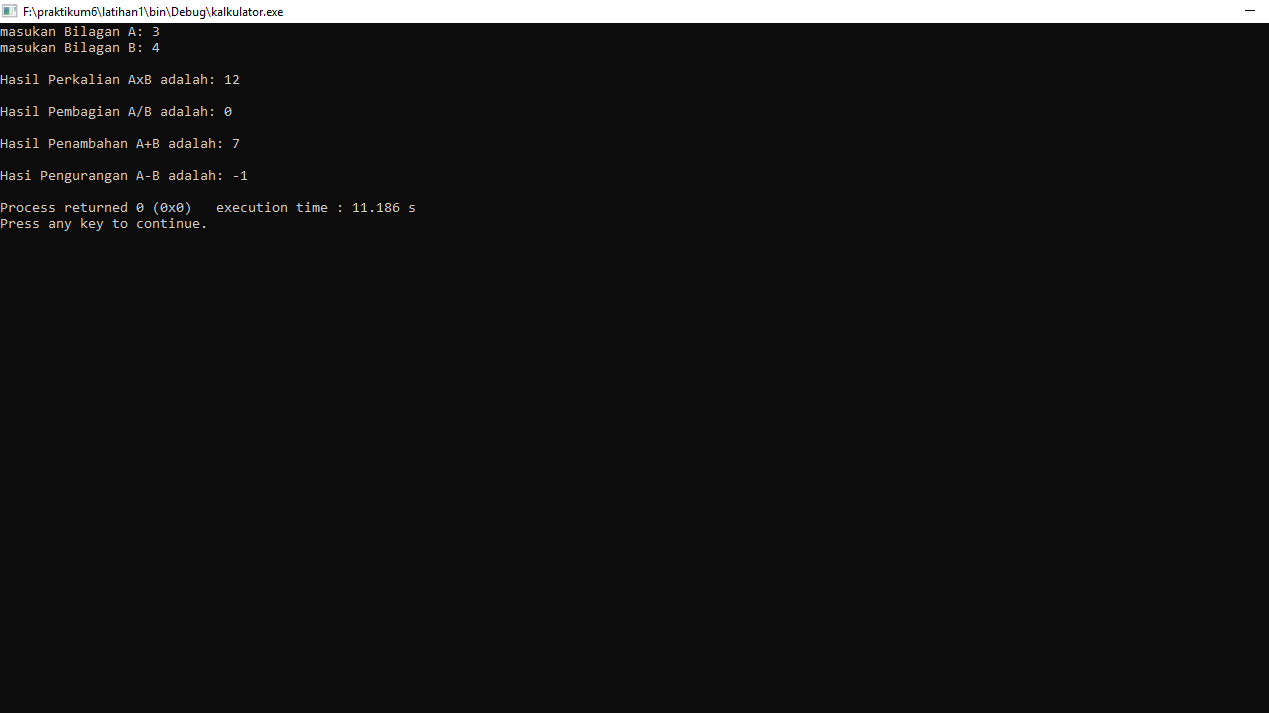 F:\praktikum6\latihan1\bin\Debug\kalkulator.exe
masukan Bilagan A: 3
masukan Bilagan B: 4
Hasil Perkalian AxB adalah: 12
Hasil Pembagian A/B adalah: 0
Hasil Penambahan A+B adalah: 7
Hasi Pengurangan A-B adalah: -1
Process returned 0 (0x0)   execution time : 11.186 s
Press any key to continue.